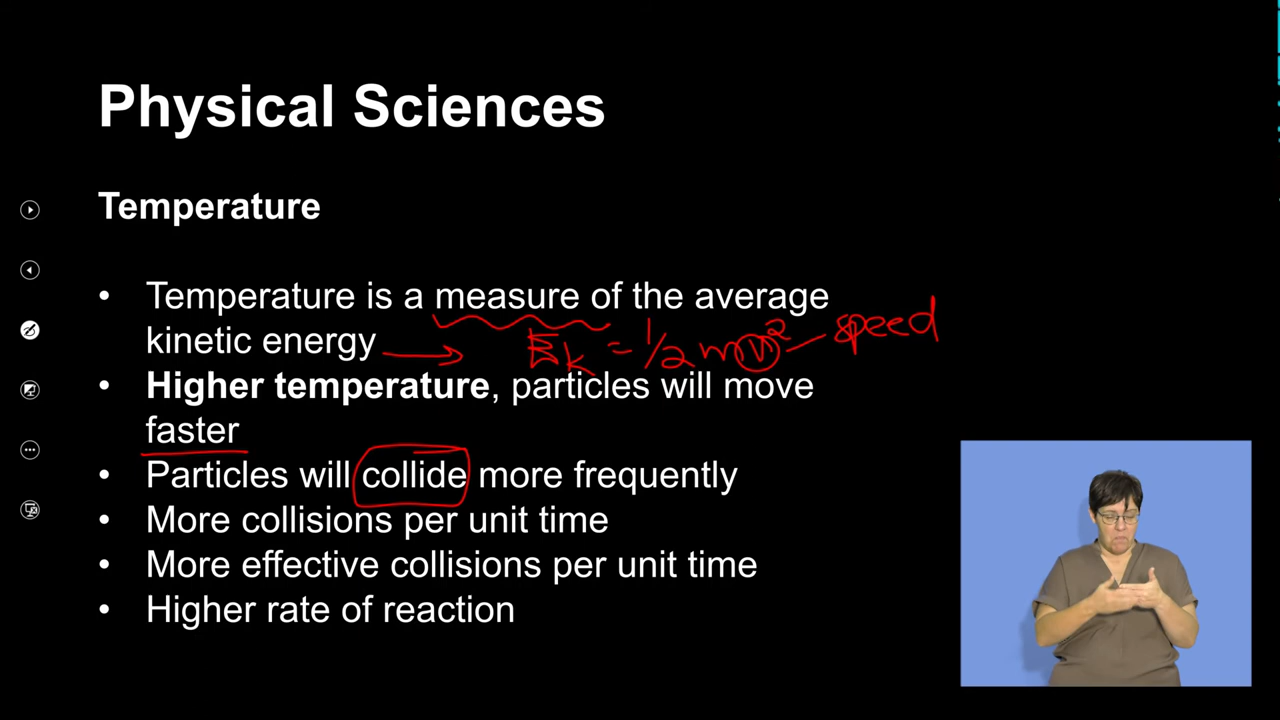 Physical Sciences
Temperature
• Temperature is a measure of the average
kinetic energy
Ek = 1/2 mv² – speed
• Higher temperature, particles will move
faster
• Particles will collide more frequently
• More collisions per unit time
• More effective collisions per unit time
• Higher rate of reaction